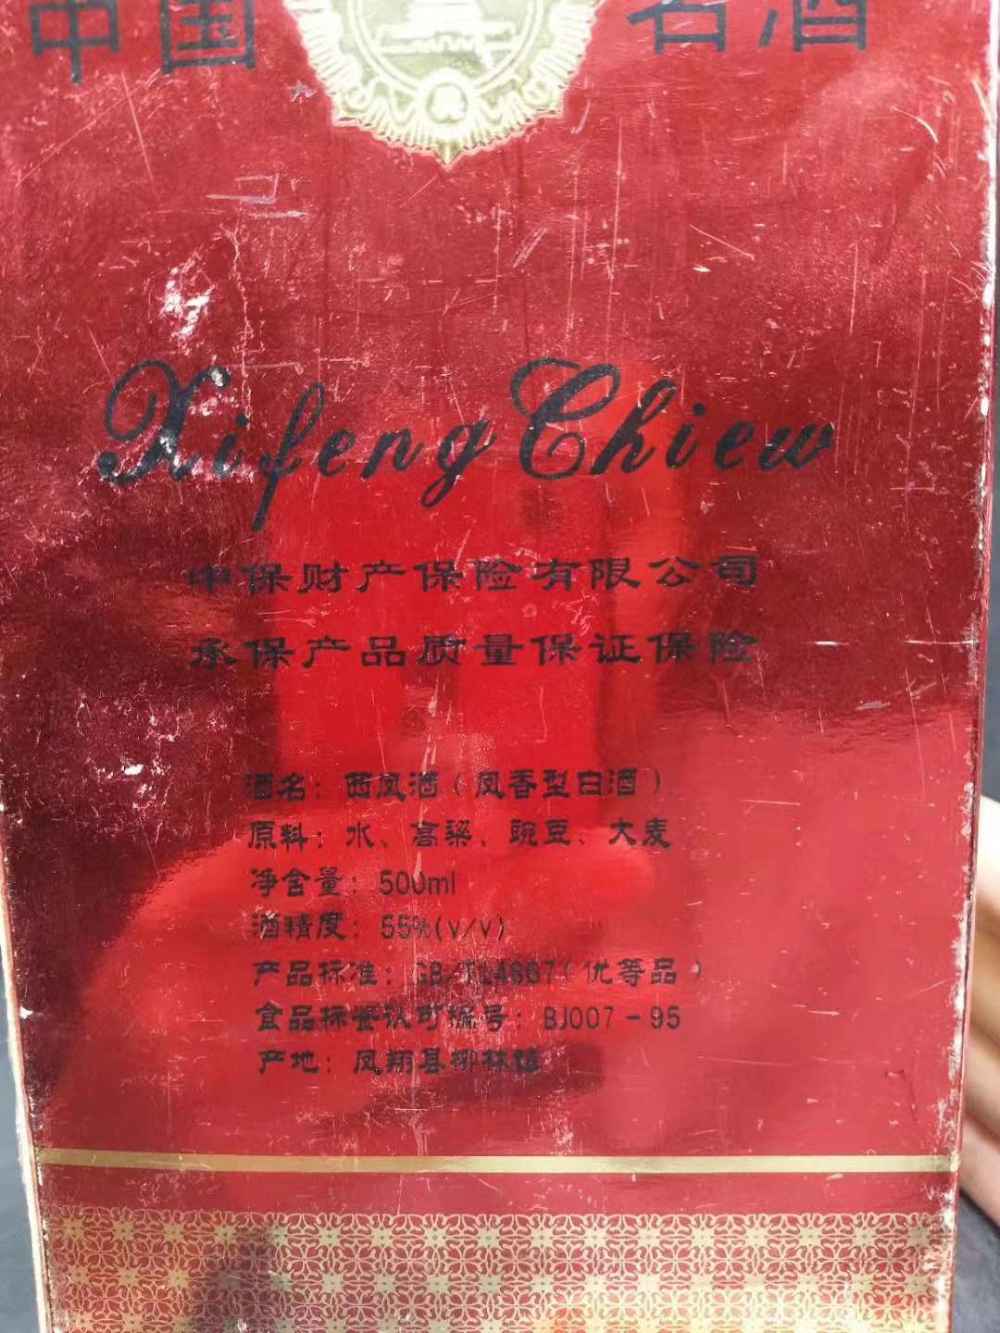 中国 名酒
Xifeng Chiew
中保财产保险有限公司
承保产品质量保证保险
酒名：西凤酒（凤香型白酒）
原料：水、高粱、豌豆、大麦
净含量：500ml
酒精度：55%(v/v)
产品标准：GB/T14867（优等品）
食品标签认可编号：BJ007-95
产地：凤翔县柳林镇